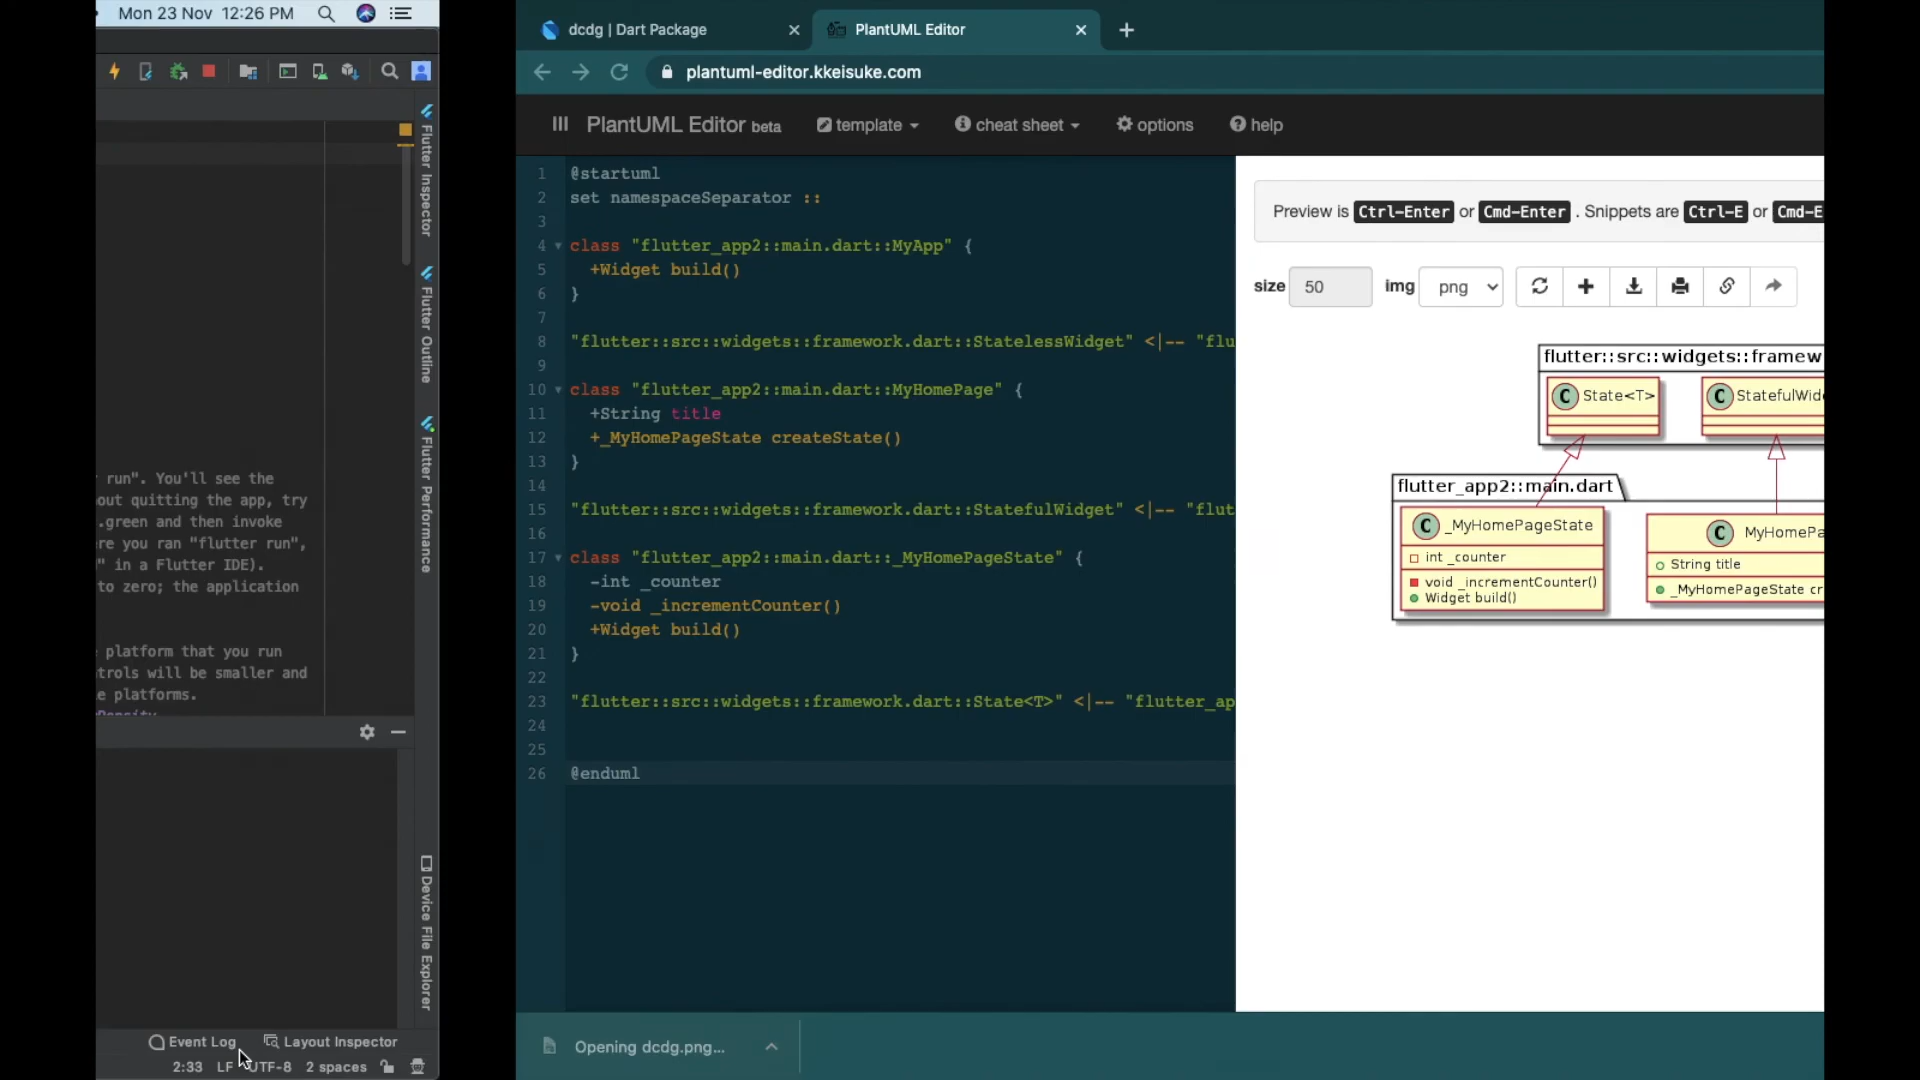 Mon 23 Nov 12:26 PM
Flutter Inspector
Flutter Outline
Flutter Performance
Device File Explorer
run". You'll see the
out quitting the app, try
.green and then invoke
re you ran "flutter run",
" in a Flutter IDE).
to zero; the application
platform that you run
trols will be smaller and
e platforms.
Event Log
Layout Inspector
2:33 LF UTF-8 2 spaces
dcdg | Dart Package
PlantUML Editor
plantuml-editor.kkeisuke.com
PlantUML Editor beta
template
cheat sheet
options
help
1 @startuml
2 set namespaceSeparator ::
3
4 class "flutter_app2::main.dart::MyApp" {
5 +Widget build()
6 }
7
8 "flutter::src::widgets::framework.dart::StatelessWidget" <|-- "flu
9
10 class "flutter_app2::main.dart::MyHomePage" {
11 +String title
12 +_MyHomePageState createState()
13 }
14
15 "flutter::src::widgets::framework.dart::StatefulWidget" <|-- "flut
16
17 class "flutter_app2::main.dart::_MyHomePageState" {
18 -int _counter
19 -void _incrementCounter()
20 +Widget build()
21 }
22
23 "flutter::src::widgets::framework.dart::State<T>" <|-- "flutter_ap
24
25
26 @enduml
Preview is Ctrl-Enter or Cmd-Enter . Snippets are Ctrl-E or Cmd-E
size 50 img png
flutter::src::widgets::framew
C State<T>
C StatefulWid
flutter_app2::main.dart
C _MyHomePageState
int _counter
void _incrementCounter()
Widget build()
C MyHomePa
String title
_MyHomePageState cr
Opening dcdg.png...